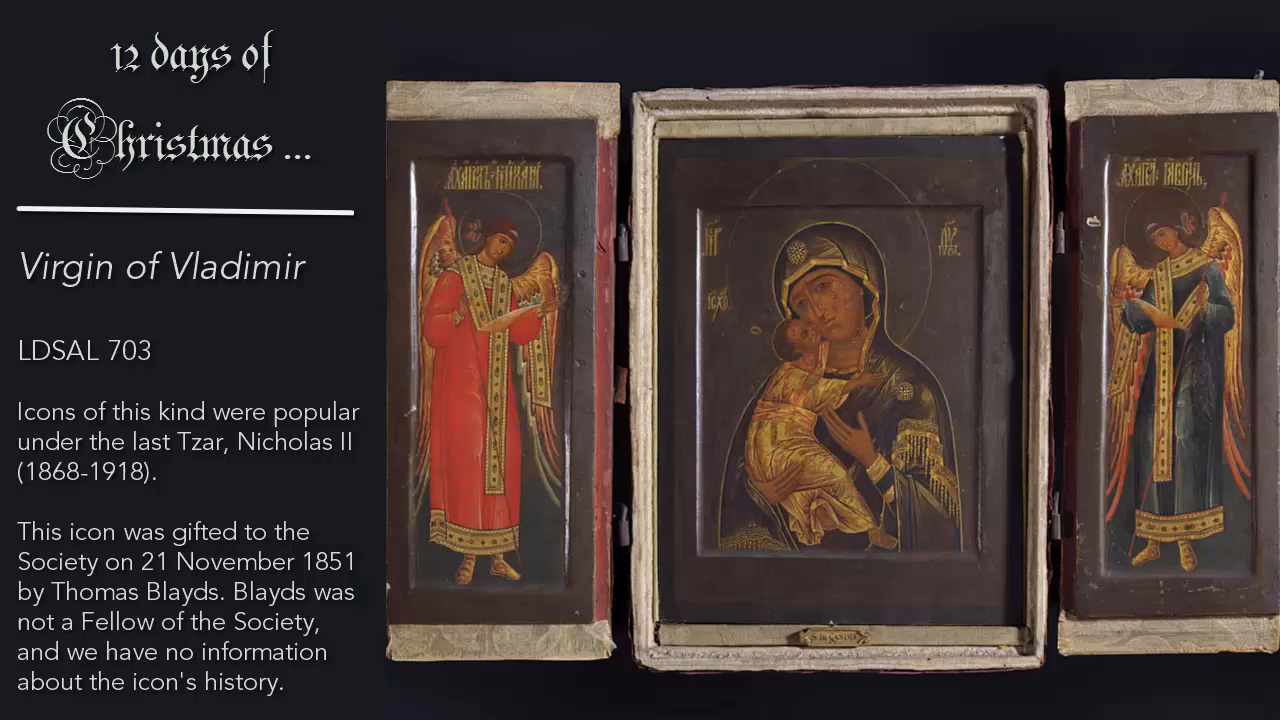 12 days of
Christmas ...
Virgin of Vladimir
LDSAL 703
Icons of this kind were popular
under the last Tzar, Nicholas II
(1868-1918).
This icon was gifted to the
Society on 21 November 1851
by Thomas Blayds. Blayds was
not a Fellow of the Society,
and we have no information
about the icon's history.